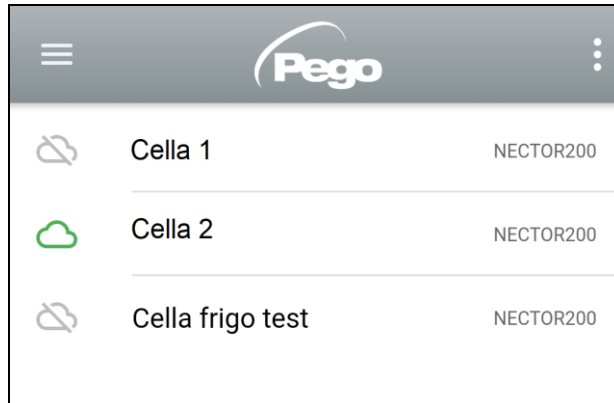 Pego
Cella 1 NECTOR200
Cella 2 NECTOR200
Cella frigo test NECTOR200